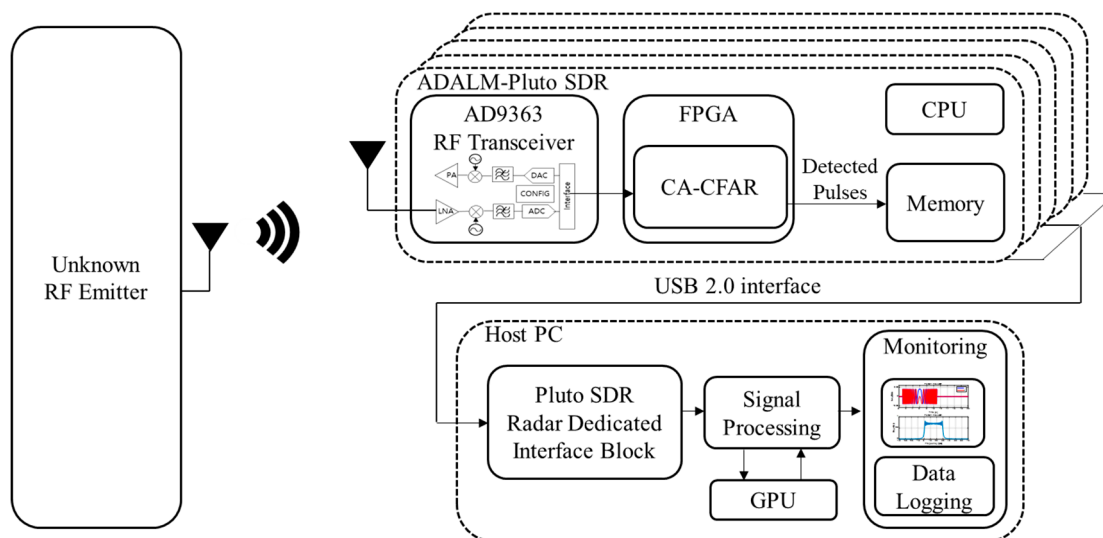 Unknown
RF Emitter
ADALM-Pluto SDR
AD9363
RF Transceiver
PA
DAC
CONFIG
LNA
ADC
Interface
FPGA
CA-CFAR
Detected
Pulses
CPU
Memory
USB 2.0 interface
Host PC
Pluto SDR
Radar Dedicated
Interface Block
Signal
Processing
GPU
Monitoring
Data
Logging